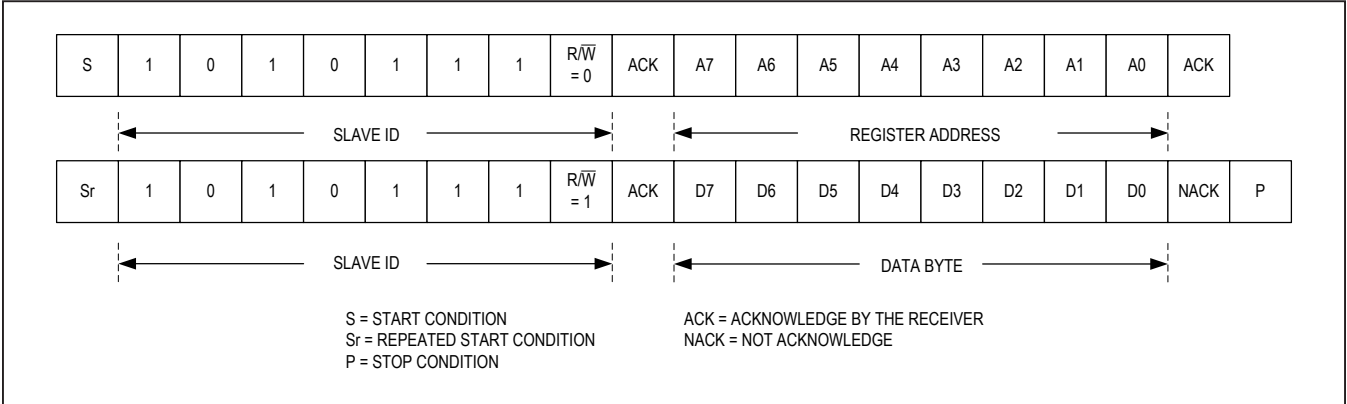 S 1 0 1 0 1 1 1 R/W̅ = 0 ACK A7 A6 A5 A4 A3 A2 A1 A0 ACK
SLAVE ID REGISTER ADDRESS
Sr 1 0 1 0 1 1 1 R/W̅ = 1 ACK D7 D6 D5 D4 D3 D2 D1 D0 NACK P
SLAVE ID DATA BYTE
S = START CONDITION ACK = ACKNOWLEDGE BY THE RECEIVER
Sr = REPEATED START CONDITION NACK = NOT ACKNOWLEDGE
P = STOP CONDITION